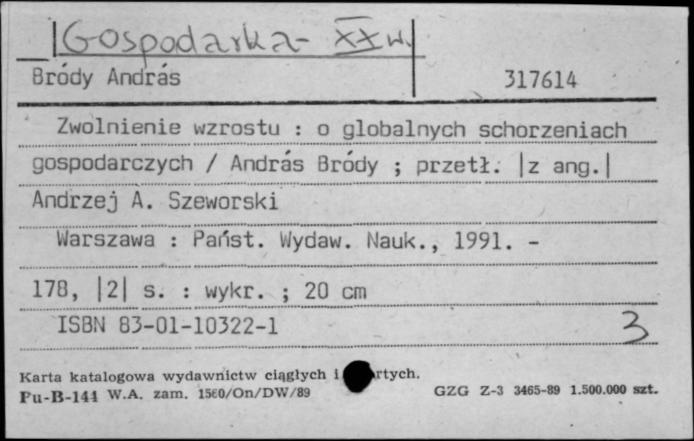 |Gospodarka - XX w.|
Bródy András 317614
Zwolnienie wzrostu : o globalnych schorzeniach
gospodarczych / András Bródy ; przetł. |z ang.|
Andrzej A. Szeworski
Warszawa : Państ. Wydaw. Nauk., 1991. -
178, |2| s. : wykr. ; 20 cm
ISBN 83-01-10322-1 3
Karta katalogowa wydawnictw ciągłych i rtych.
Pu-B-144 W.A. zam. 1560/On/DW/89 GZG Z-3 3465-89 1.500.000 szt.